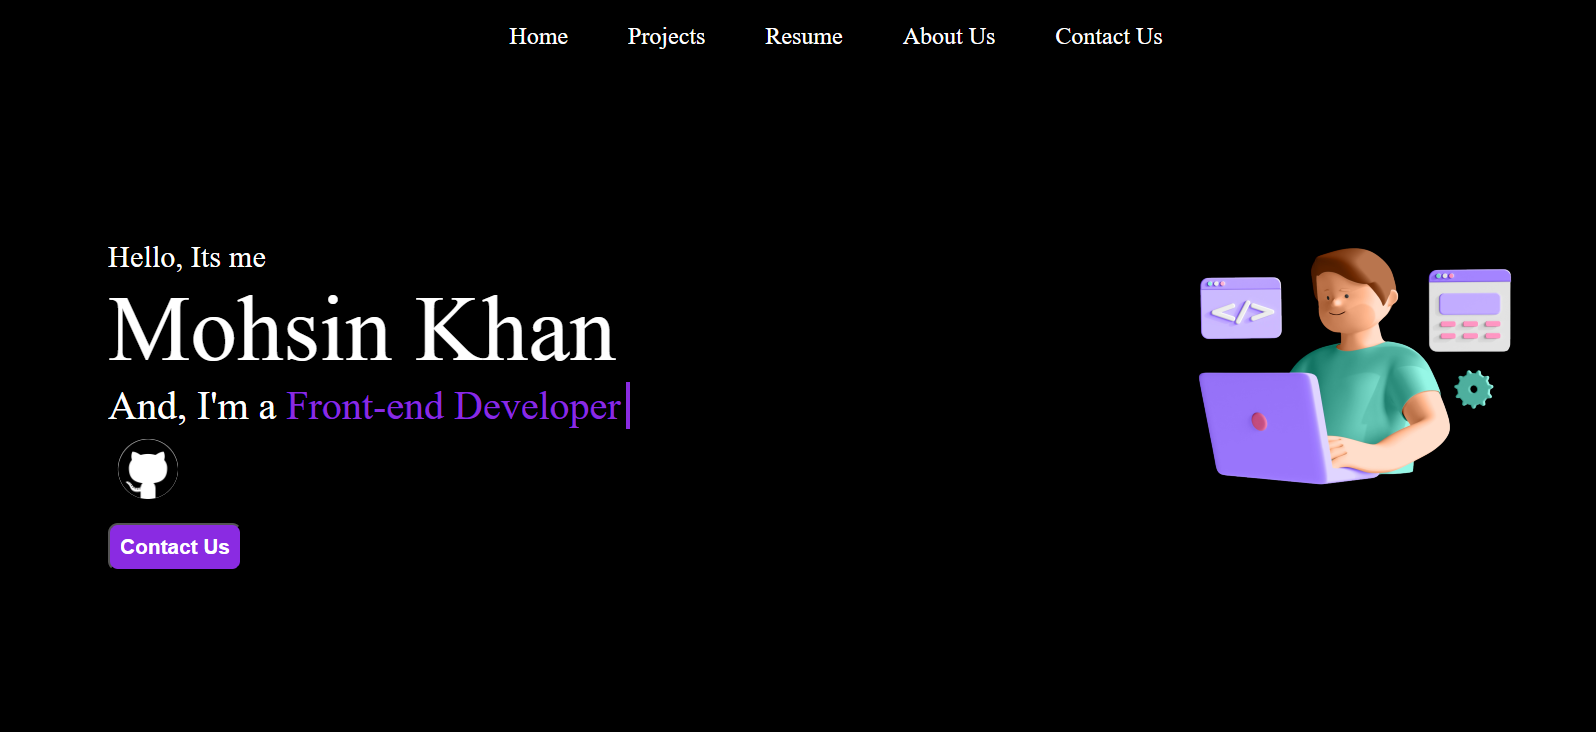 Home Projects Resume About Us Contact Us
Hello, Its me
Mohsin Khan
And, I'm a Front-end Developer
</>
Contact Us